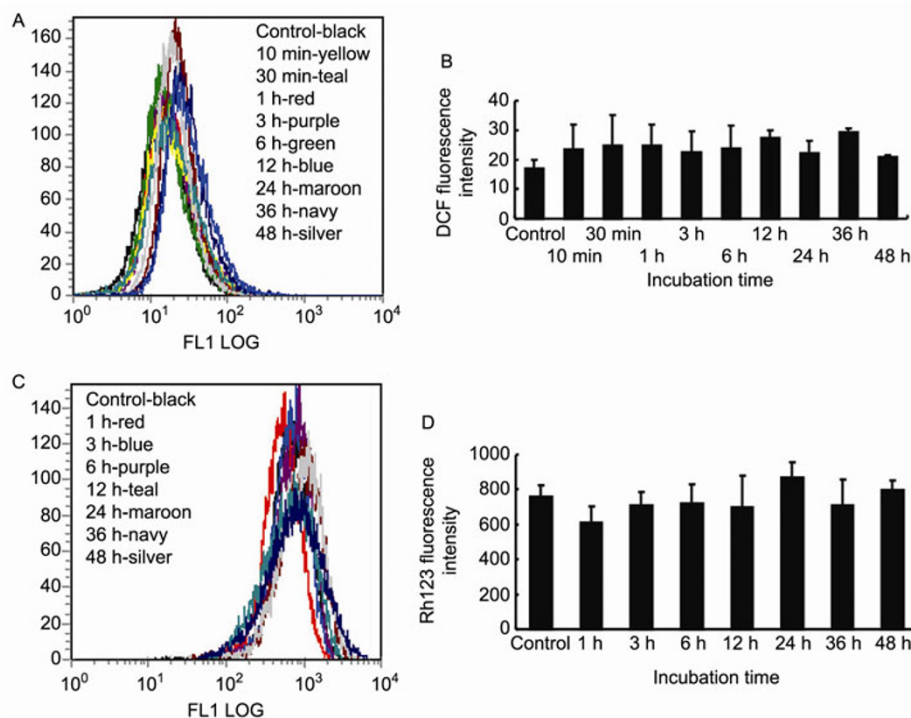 A
Control-black
10 min-yellow
30 min-teal
1 h-red
3 h-purple
6 h-green
12 h-blue
24 h-maroon
36 h-navy
48 h-silver
160
140
120
100
80
60
40
20
0
10⁰ 10¹ 10² 10³ 10⁴
FL1 LOG
B
DCF fluorescence
intensity
40
30
20
10
0
Control 30 min 3 h 12 h 36 h
10 min 1 h 6 h 24 h 48 h
Incubation time
C
Control-black
1 h-red
3 h-blue
6 h-purple
12 h-teal
24 h-maroon
36 h-navy
48 h-silver
140
120
100
80
60
40
20
0
10⁰ 10¹ 10² 10³ 10⁴
FL1 LOG
D
Rh123 fluorescence
intensity
1000
800
600
400
200
0
Control 1 h 3 h 6 h 12 h 24 h 36 h 48 h
Incubation time